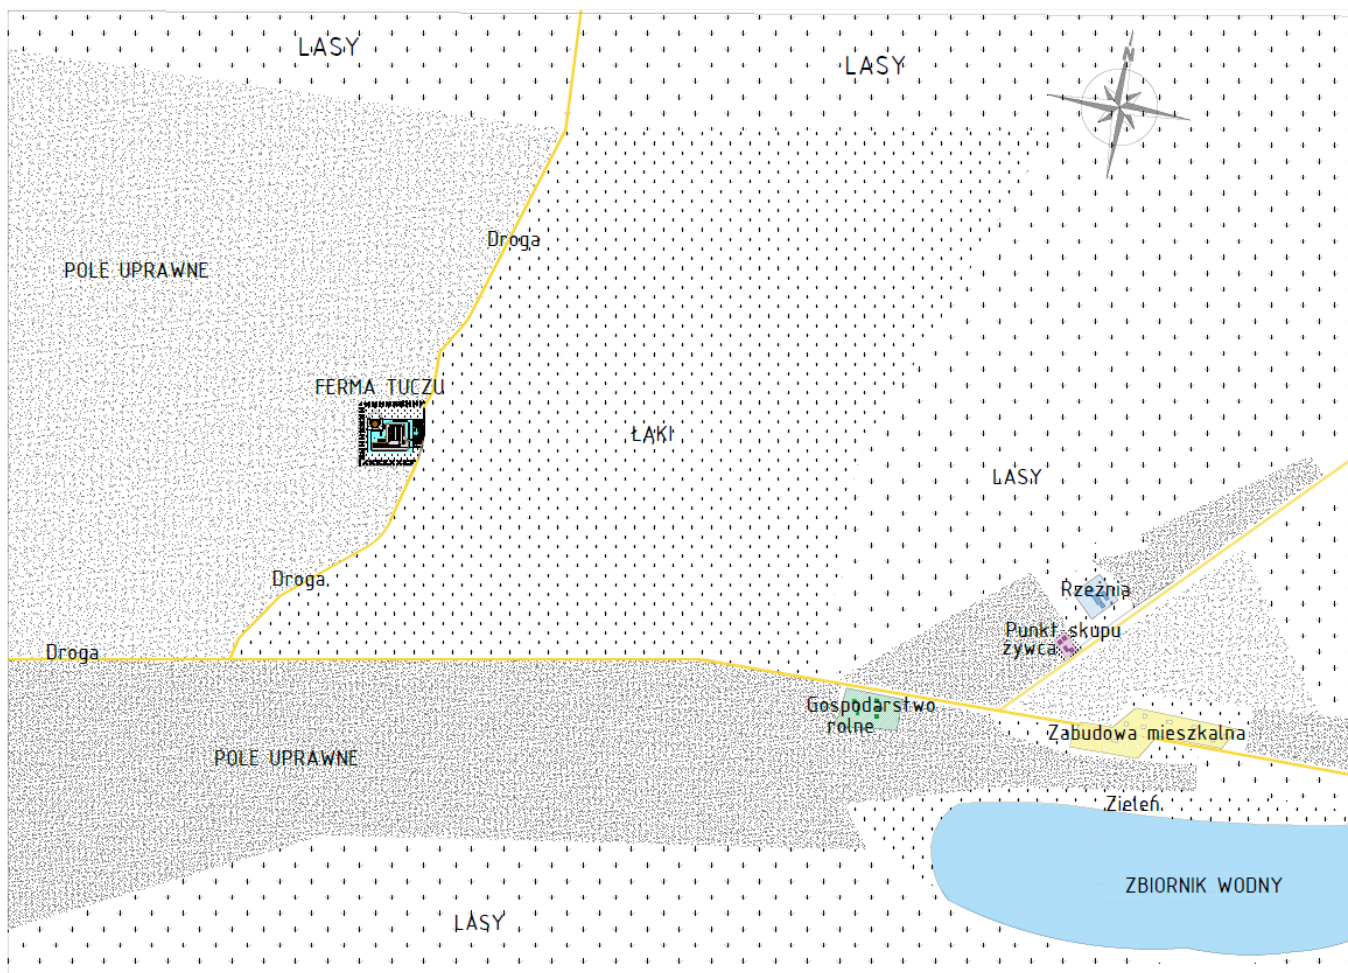 LASY
LASY
N
Droga
POLE UPRAWNE
FERMA TUCZU
ŁĄKI
LASY
Droga
Rzeźnia
Punkt skupu
żywca
Droga
Gospodarstwo
rolne
Zabudowa mieszkalna
POLE UPRAWNE
Zieleń
ZBIORNIK WODNY
LASY